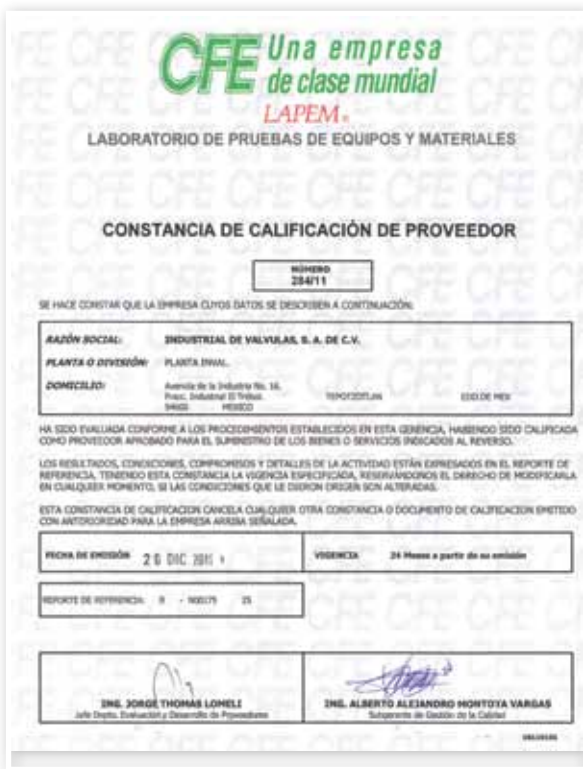 CFE Una empresa
de clase mundial
LAPEM
LABORATORIO DE PRUEBAS DE EQUIPOS Y MATERIALES
CONSTANCIA DE CALIFICACIÓN DE PROVEEDOR
NÚMERO
284/11
SE HACE CONSTAR QUE LA EMPRESA CUYOS DATOS SE DESCRIBEN A CONTINUACIÓN:
RAZÓN SOCIAL: INDUSTRIAL DE VALVULAS, S. A. DE C.V.
PLANTA O DIVISIÓN: PLANTA INVAL.
DOMICILIO: Avenida de la Industria No. 16,
Fracc. Industrial El Trébol. TEPOTZOTLAN EDO.DE MEX
54600 MEXICO
HA SIDO EVALUADA CONFORME A LOS PROCEDIMIENTOS ESTABLECIDOS EN ESTA GERENCIA, HABIENDO SIDO CALIFICADA
COMO PROVEEDOR APROBADO PARA EL SUMINISTRO DE LOS BIENES O SERVICIOS INDICADOS AL REVERSO.
LOS RESULTADOS, CONDICIONES, COMPROMISOS Y DETALLES DE LA ACTIVIDAD ESTÁN EXPRESADOS EN EL REPORTE DE
REFERENCIA, TENIENDO ESTA CONSTANCIA LA VIGENCIA ESPECIFICADA, RESERVÁNDONOS EL DERECHO DE MODIFICARLA
EN CUALQUIER MOMENTO, SI LAS CONDICIONES QUE LE DIERON ORIGEN SON ALTERADAS.
ESTA CONSTANCIA DE CALIFICACION CANCELA CUALQUIER OTRA CONSTANCIA O DOCUMENTO DE CALIFICACION EMITIDO
CON ANTERIORIDAD PARA LA EMPRESA ARRIBA SEÑALADA.
FECHA DE EMISIÓN 26 DIC VIGENCIA 24 Meses a partir de su emisión
REPORTE DE REFERENCIA: R - N00175 25
ING. JORGE THOMAS LOMELI ING. ALBERTO ALEJANDRO MONTOYA VARGAS
Jefe Depto. Evaluación y Desarrollo de Proveedores Subgerente de Gestión de la Calidad